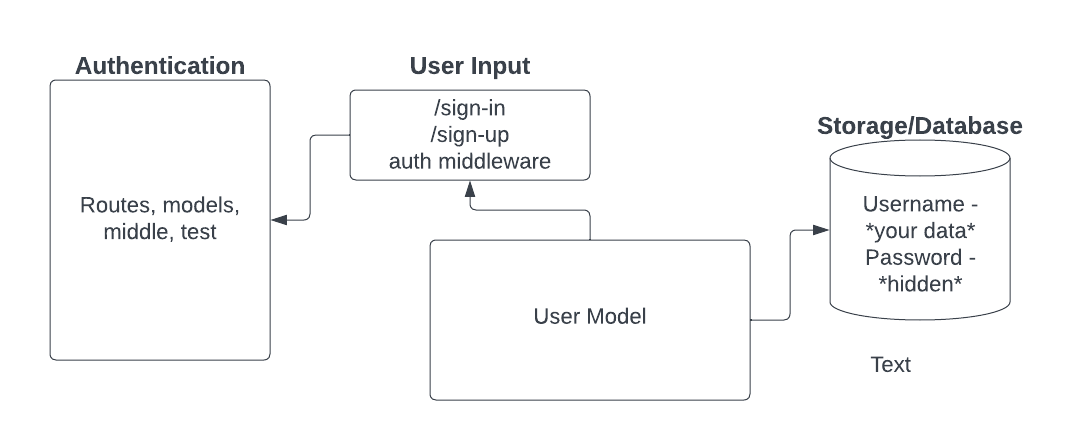 Authentication
Routes, models,
middle, test
User Input
/sign-in
/sign-up
auth middleware
User Model
Storage/Database
Username -
*your data*
Password -
*hidden*
Text